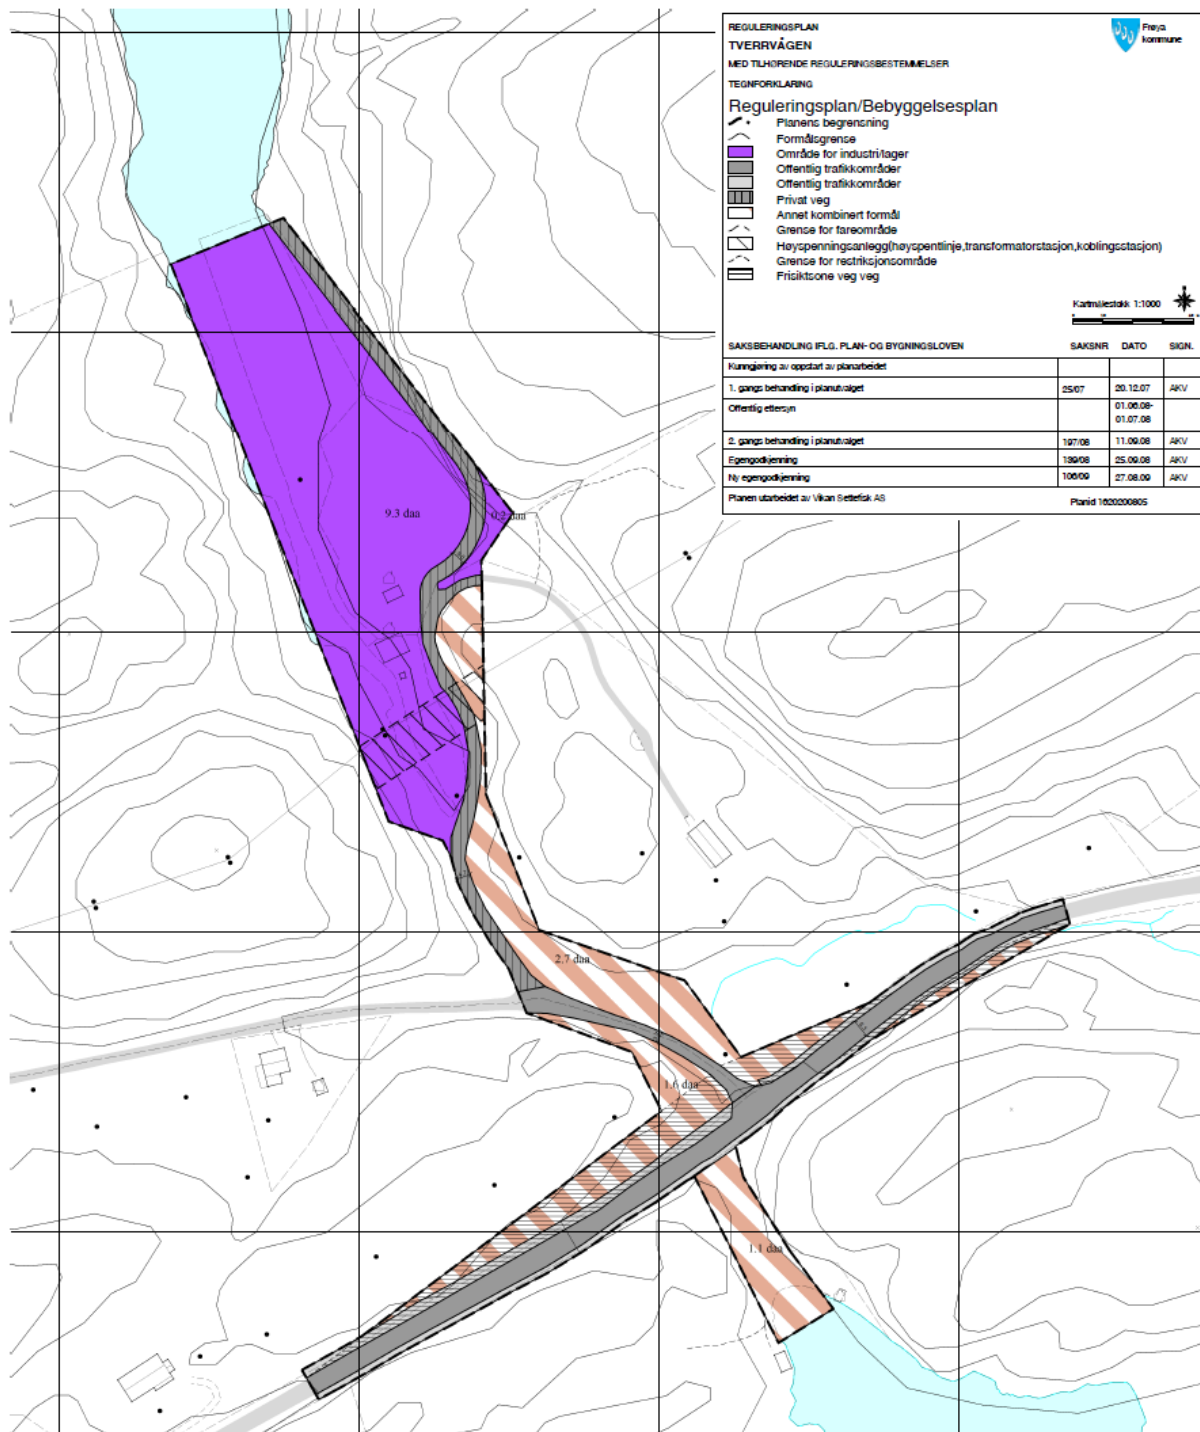 REGULERINGSPLAN
Frøya
kommune
TVERRVÅGEN
MED TILHØRENDE REGULERINGSBESTEMMELSER
TEGNFORKLARING
Reguleringsplan/Bebyggelsesplan
Planens begrensning
Formålsgrense
Område for industri/lager
Offentlig trafikkområder
Offentlig trafikkområder
Privat veg
Annet kombinert formål
Grense for fareområde
Høyspenningsanlegg(høyspentlinje,transformatorstasjon,koblingsstasjon)
Grense for restriksjonsområde
Frisiktsone veg veg
Kartmålestokk 1:1000
SAKSBEHANDLING IFLG. PLAN- OG BYGNINGSLOVEN SAKSNR DATO SIGN.
Kunngjøring av oppstart av planarbeidet
1. gangs behandling i planutvalget 25/07 20.12.07 AKV
Offentlig ettersyn 01.06.08-
01.07.08
2. gangs behandling i planutvalget 197/08 11.09.08 AKV
Egengodkjenning 139/08 25.09.08 AKV
Ny egengodkjenning 106/09 27.08.09 AKV
Planen utarbeidet av Vikan Settefisk AS Planid 1620200805
9.3 daa
0.2 daa
2.7 daa
1.6 daa
1.1 daa